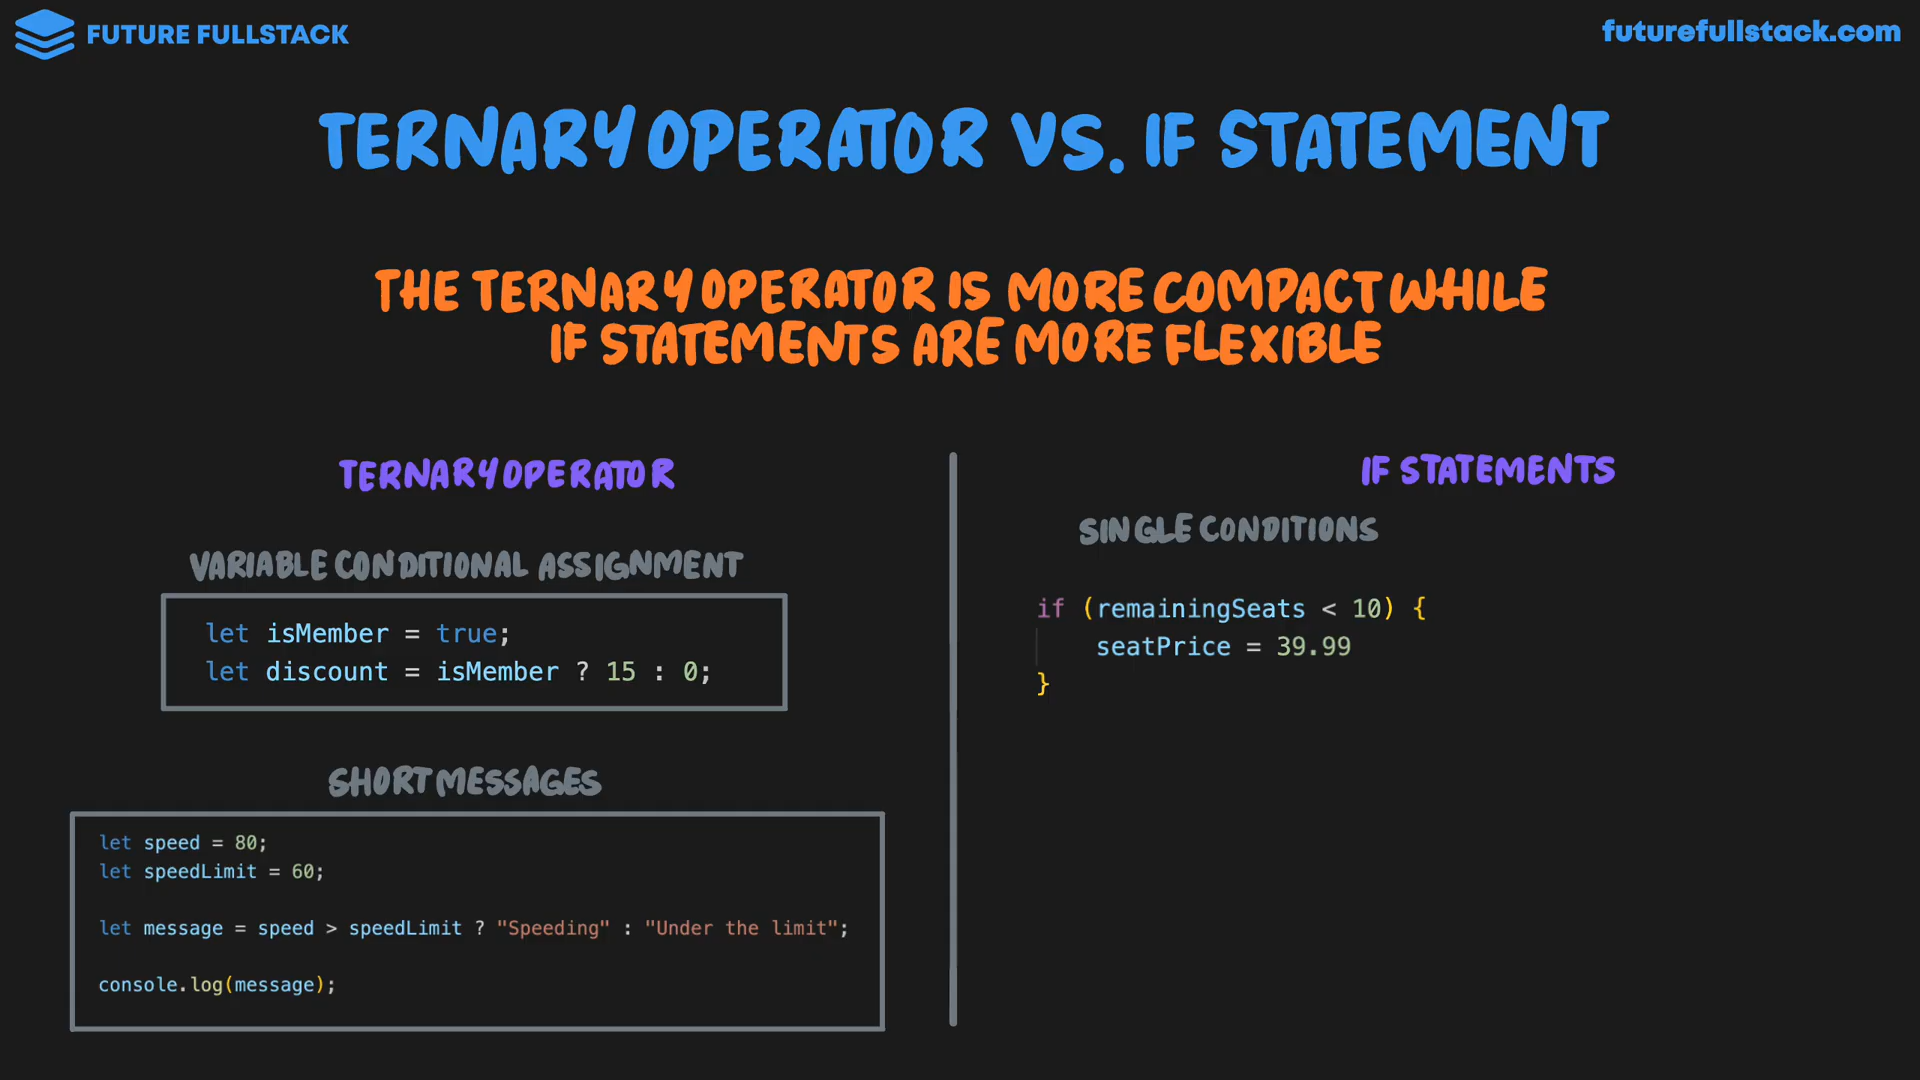 FUTURE FULLSTACK
futurefullstack.com
TERNARY OPERATOR VS. IF STATEMENT
THE TERNARY OPERATOR IS MORE COMPACT WHILE
IF STATEMENTS ARE MORE FLEXIBLE
TERNARY OPERATOR
VARIABLE CONDITIONAL ASSIGNMENT
let isMember = true;
let discount = isMember ? 15 : 0;
SHORT MESSAGES
let speed = 80;
let speedLimit = 60;
let message = speed > speedLimit ? "Speeding" : "Under the limit";
console.log(message);
IF STATEMENTS
SINGLE CONDITIONS
if (remainingSeats < 10) {
seatPrice = 39.99
}